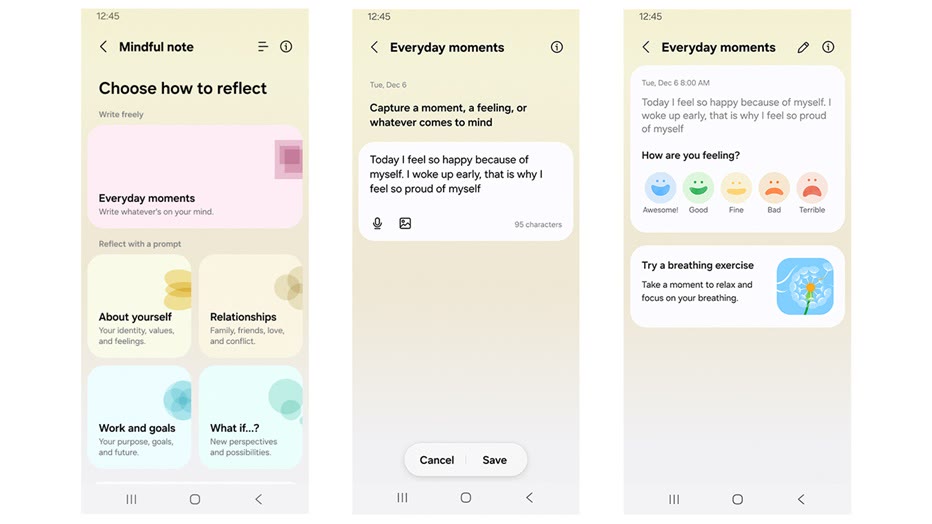 12:45
Mindful note
Choose how to reflect
Write freely
Everyday moments
Write whatever's on your mind.
Reflect with a prompt
About yourself
Your identity, values,
and feelings.
Relationships
Family, friends, love,
and conflict.
Work and goals
Your purpose, goals,
and future.
What if...?
New perspectives
and possibilities.
12:45
Everyday moments
Tue, Dec 6
Capture a moment, a feeling, or
whatever comes to mind
Today I feel so happy because of
myself. I woke up early, that is why I
feel so proud of myself
95 characters
Cancel
Save
12:45
Everyday moments
Tue, Dec 6 8:00 AM
Today I feel so happy because of myself. I
woke up early, that is why I feel so proud
of myself
How are you feeling?
Awesome!
Good
Fine
Bad
Terrible
Try a breathing exercise
Take a moment to relax and
focus on your breathing.